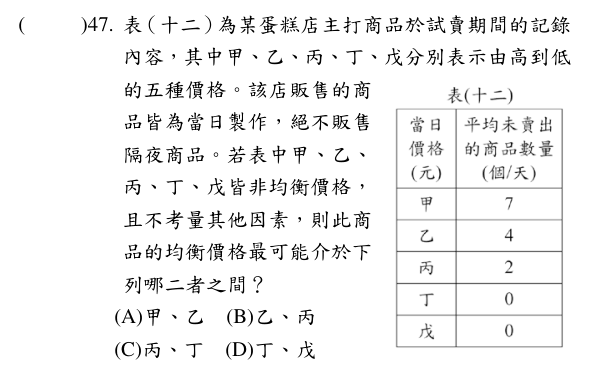 (        )47. 表（十二）為某蛋糕店主打商品於試賣期間的記錄
內容，其中甲、乙、丙、丁、戊分別表示由高到低
的五種價格。該店販售的商
品皆為當日製作，絕不販售
隔夜商品。若表中甲、乙、
丙、丁、戊皆非均衡價格，
且不考量其他因素，則此商
品的均衡價格最可能介於下
列哪二者之間？
(A)甲、乙 (B)乙、丙
(C)丙、丁 (D)丁、戊
表(十二)
當日 平均未賣出
價格 的商品數量
(元) (個/天)
甲 7
乙 4
丙 2
丁 0
戊 0